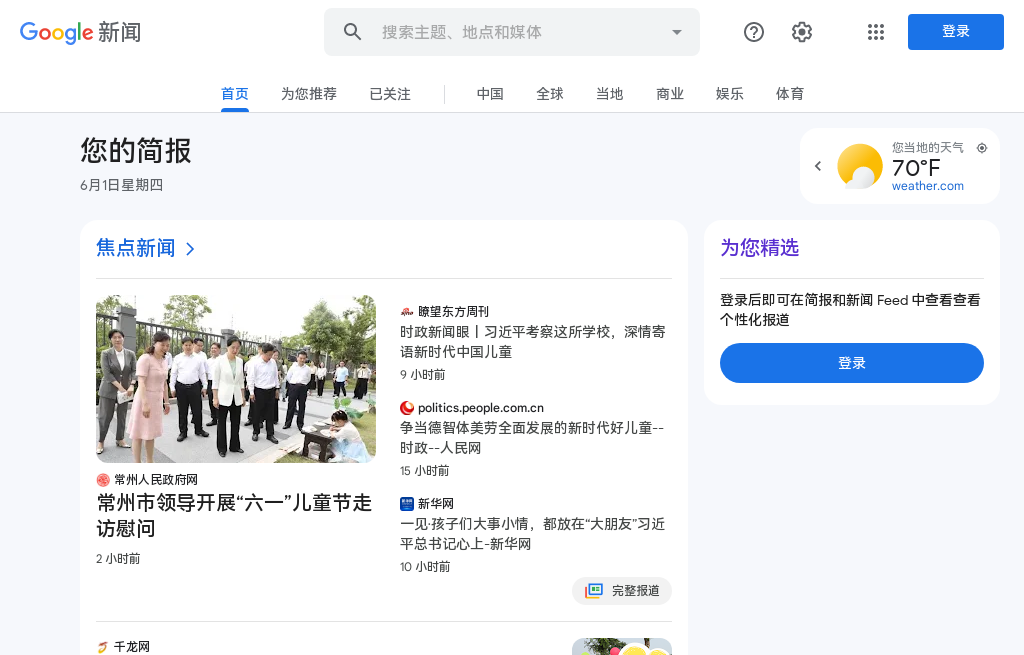 Google 新闻
搜索主题、地点和媒体
登录
首页
为您推荐
已关注
中国
全球
当地
商业
娱乐
体育
您的简报
6月1日星期四
您当地的天气
70°F
weather.com
焦点新闻
常州人民政府网
常州市领导开展“六一”儿童节走
访慰问
2 小时前
瞭望东方周刊
时政新闻眼丨习近平考察这所学校，深情寄
语新时代中国儿童
9 小时前
politics.people.com.cn
争当德智体美劳全面发展的新时代好儿童--
时政--人民网
15 小时前
新华网
一见·孩子们大事小情，都放在“大朋友”习近
平总书记心上-新华网
10 小时前
完整报道
千龙网
为您精选
登录后即可在简报和新闻 Feed 中查看查看
个性化报道
登录